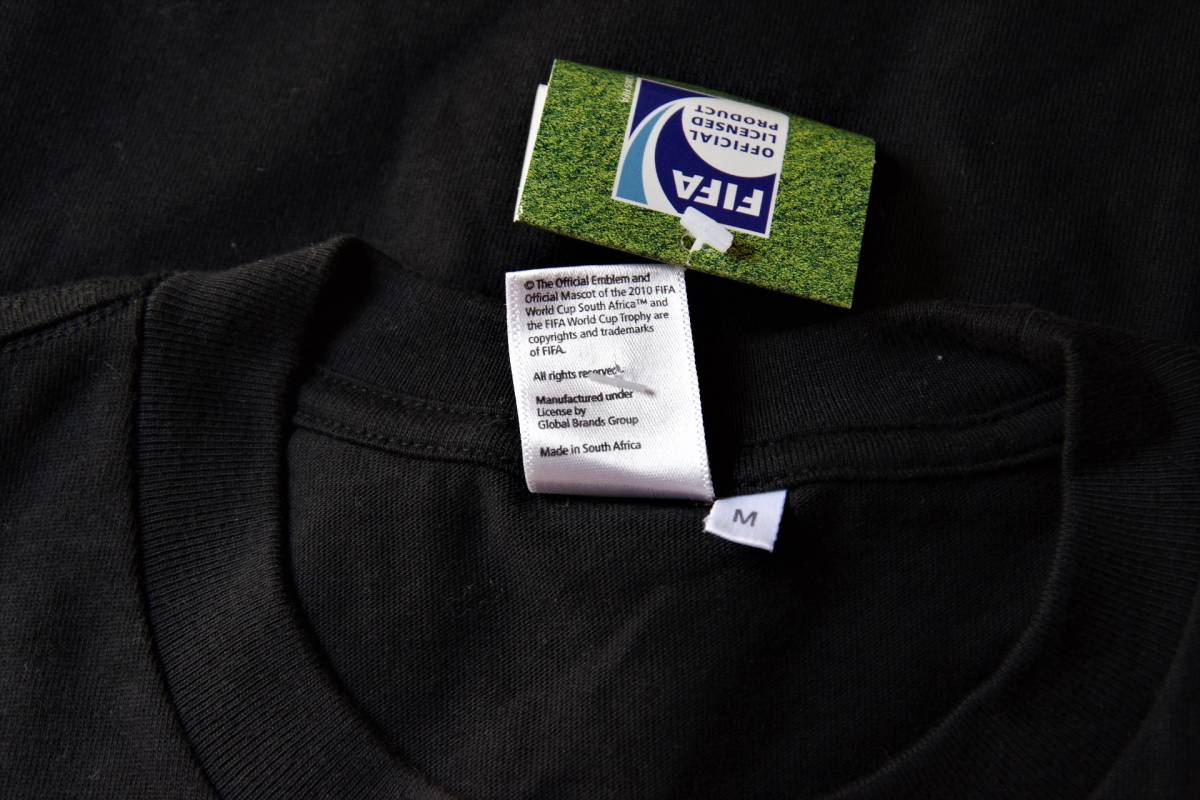 FIFA
OFFICIAL
LICENSED
PRODUCT
© The Official Emblem and
Official Mascot of the 2010 FIFA
World Cup South Africa™ and
the FIFA World Cup Trophy are
copyrights and trademarks
of FIFA.
All rights reserved.
Manufactured under
License by
Global Brands Group
Made in South Africa
M